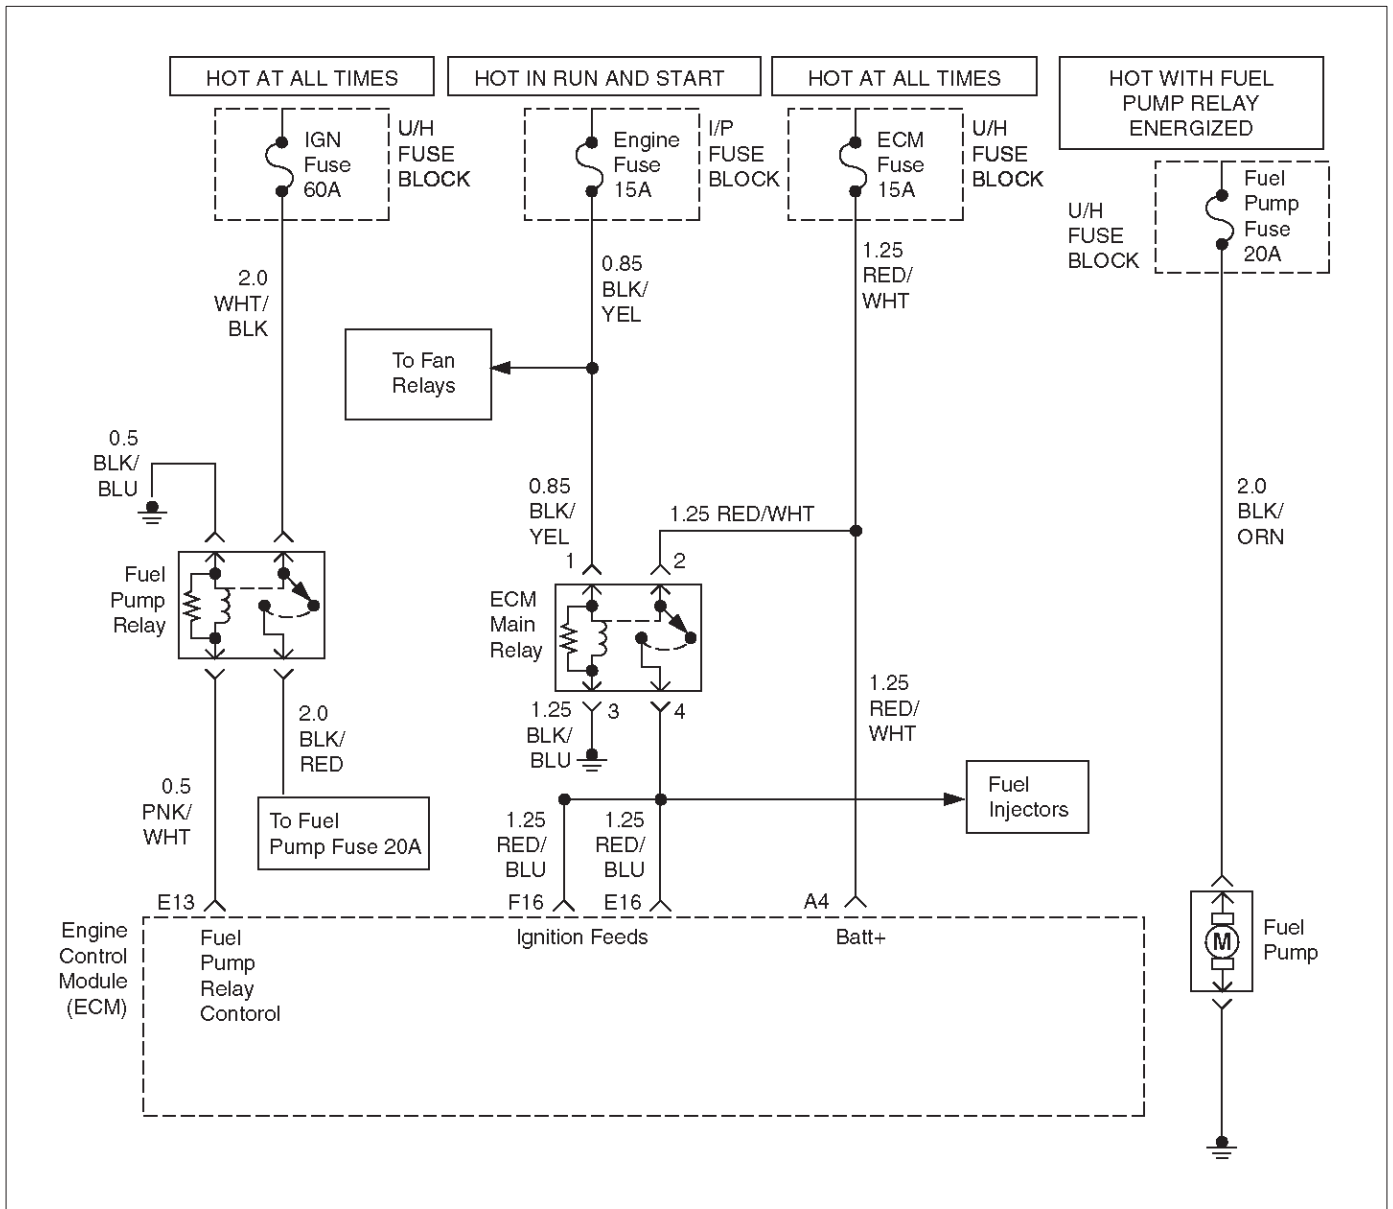 HOT AT ALL TIMES
HOT IN RUN AND START
HOT AT ALL TIMES
HOT WITH FUEL
PUMP RELAY
ENERGIZED
IGN
Fuse
60A
U/H
FUSE
BLOCK
Engine
Fuse
15A
I/P
FUSE
BLOCK
ECM
Fuse
15A
U/H
FUSE
BLOCK
U/H
FUSE
BLOCK
Fuel
Pump
Fuse
20A
2.0
WHT/
BLK
0.85
BLK/
YEL
1.25
RED/
WHT
To Fan
Relays
0.5
BLK/
BLU
0.85
BLK/
YEL
1.25 RED/WHT
2.0
BLK/
ORN
1
2
Fuel
Pump
Relay
ECM
Main
Relay
3
4
2.0
BLK/
RED
1.25
BLK/
BLU
1.25
RED/
WHT
0.5
PNK/
WHT
To Fuel
Pump Fuse 20A
1.25
RED/
BLU
1.25
RED/
BLU
Fuel
Injectors
E13
F16
E16
A4
Engine
Control
Module
(ECM)
Fuel
Pump
Relay
Contorol
Ignition Feeds
Batt+
M
Fuel
Pump